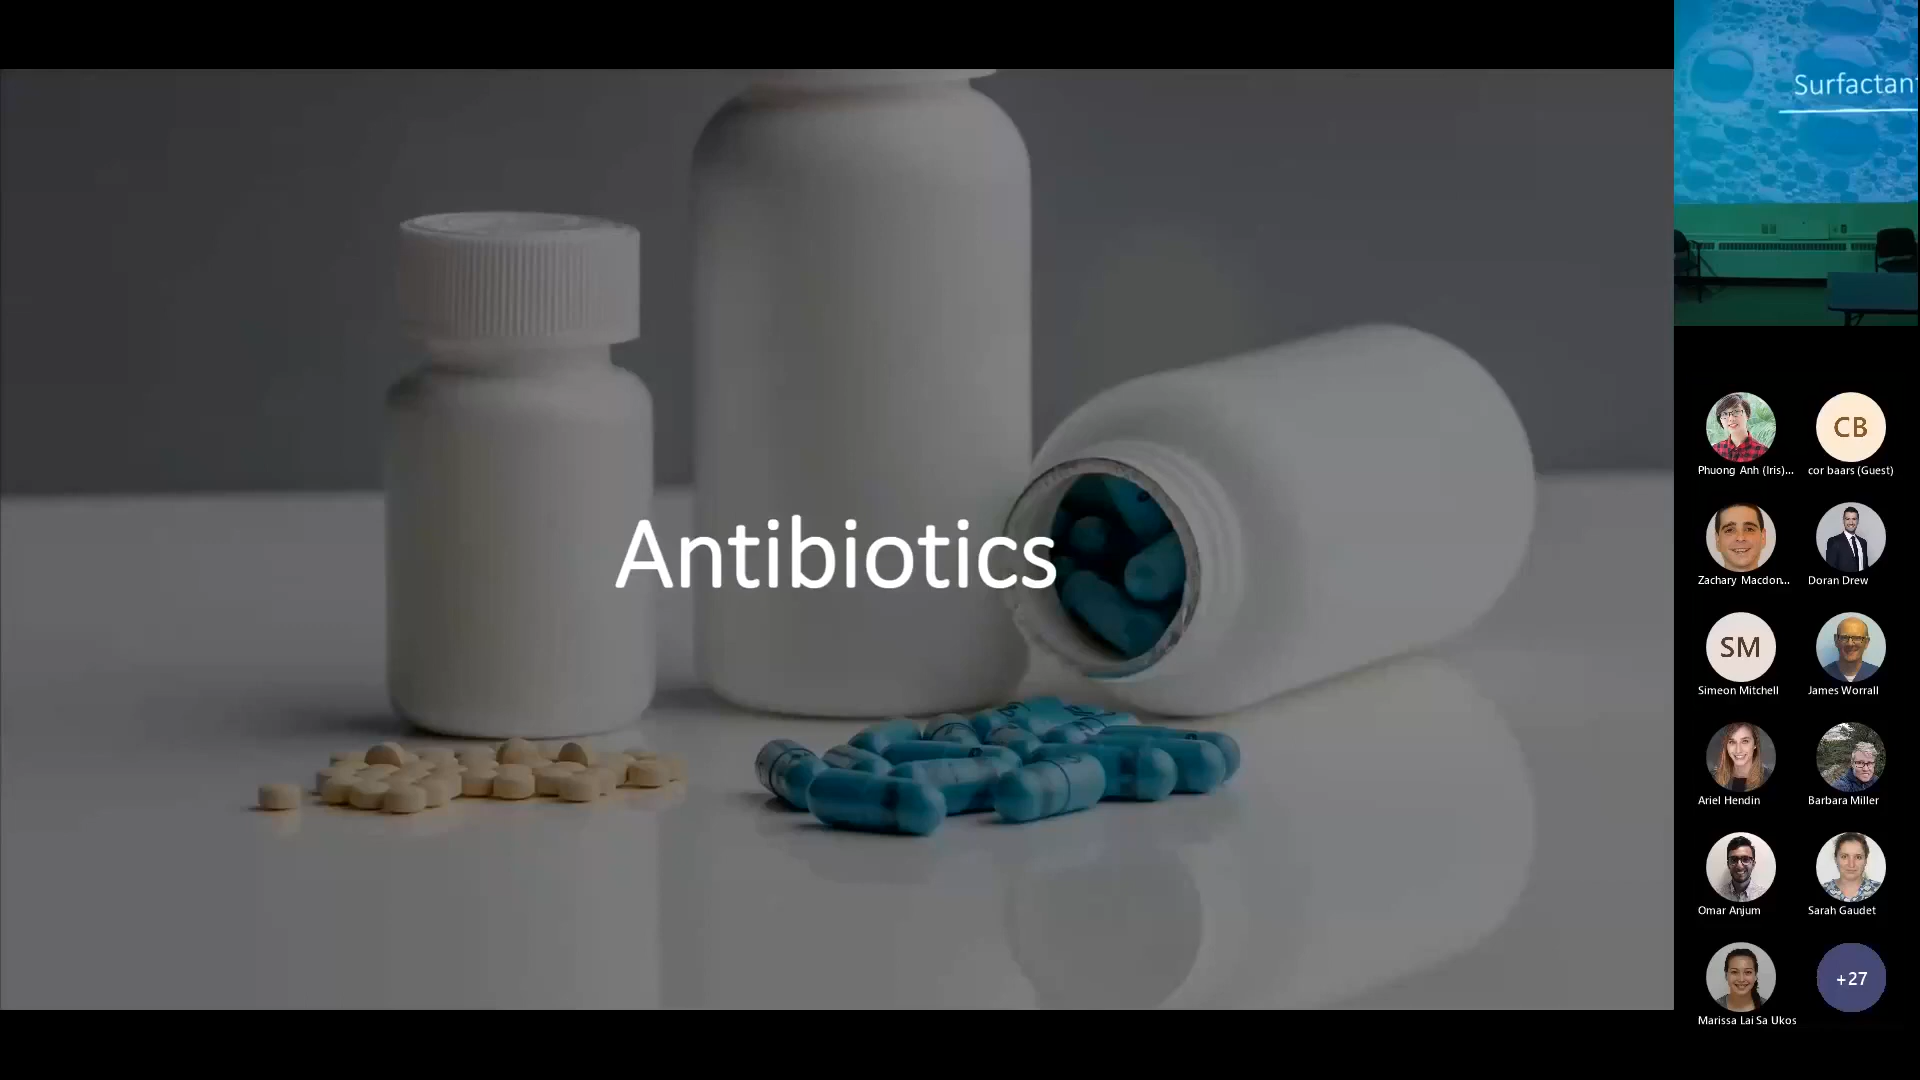 Antibiotics
Surfactan
Phuong Anh (Iris)...
CB
cor baars (Guest)
Zachary Macdon...
Doran Drew
SM
Simeon Mitchell
James Worrall
Ariel Hendin
Barbara Miller
Omar Anjum
Sarah Gaudet
Marissa Lai Sa Ukos
+27